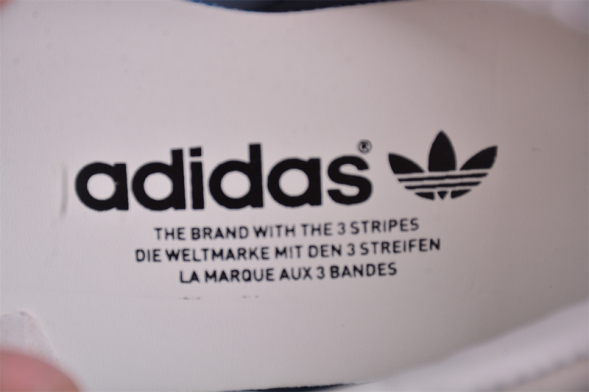 adidas®
THE BRAND WITH THE 3 STRIPES
DIE WELTMARKE MIT DEN 3 STREIFEN
LA MARQUE AUX 3 BANDES